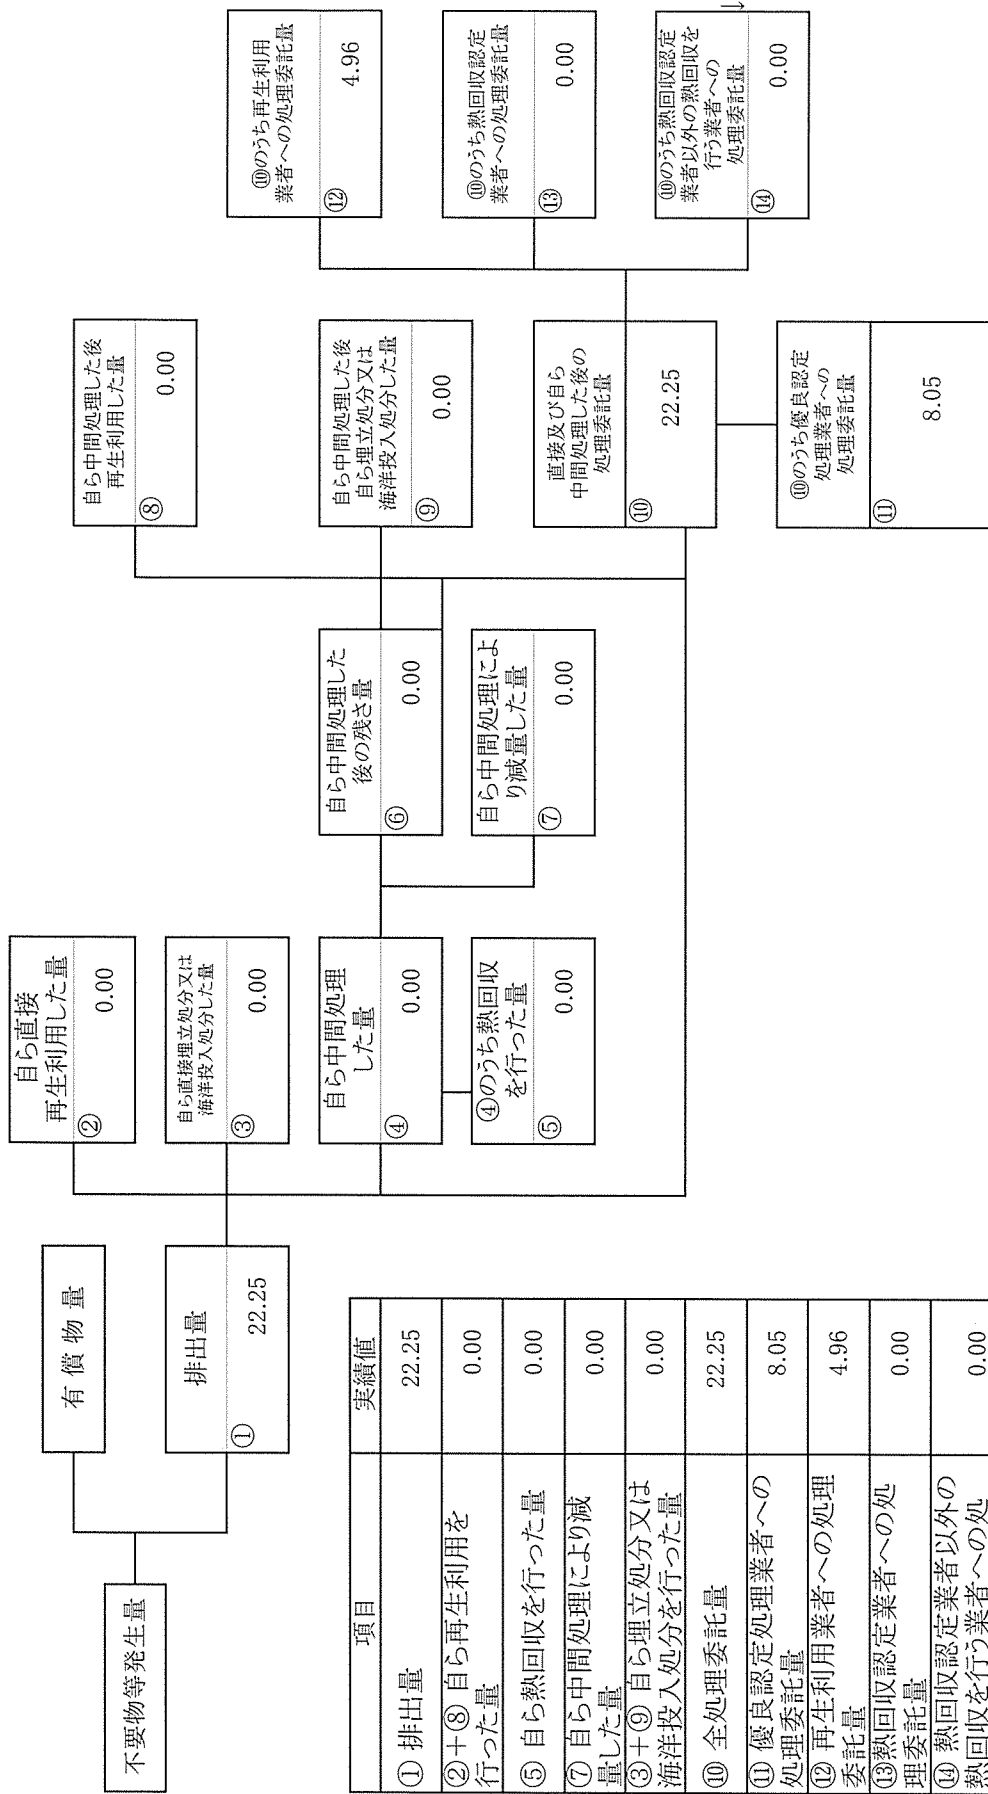 不要物等発生量
有償物量
排出量
① 22.25
自ら直接
再生利用した量
② 0.00
自ら直接埋立処分又は
海洋投入処分した量
③ 0.00
自ら中間処理
した量
④ 0.00
④のうち熱回収
を行った量
⑤ 0.00
自ら中間処理した
後の残さ量
⑥ 0.00
自ら中間処理によ
り減量した量
⑦ 0.00
自ら中間処理した後
再生利用した量
⑧ 0.00
自ら中間処理した後
自ら埋立処分又は
海洋投入処分した量
⑨ 0.00
直接及び自ら
中間処理した後の
処理委託量
⑩ 22.25
⑩のうち優良認定
処理業者への
処理委託量
⑪ 8.05
⑩のうち再生利用
業者への処理委託量
⑫ 4.96
⑩のうち熱回収認定
業者への処理委託量
⑬ 0.00
⑩のうち熱回収認定
業者以外の熱回収を
行う業者への
処理委託量
⑭ 0.00
項目 実績値
① 排出量 22.25
②+⑧ 自ら再生利用を
行った量 0.00
⑤ 自ら熱回収を行った量 0.00
⑦ 自ら中間処理により減
量した量 0.00
③+⑨ 自ら埋立処分又は
海洋投入処分を行った量 0.00
⑩ 全処理委託量 22.25
⑪ 優良認定処理業者への
処理委託量 8.05
⑫ 再生利用業者への処理
委託量 4.96
⑬熱回収認定業者への処
理委託量 0.00
⑭ 熱回収認定業者以外の
熱回収を行う業者への処 0.00